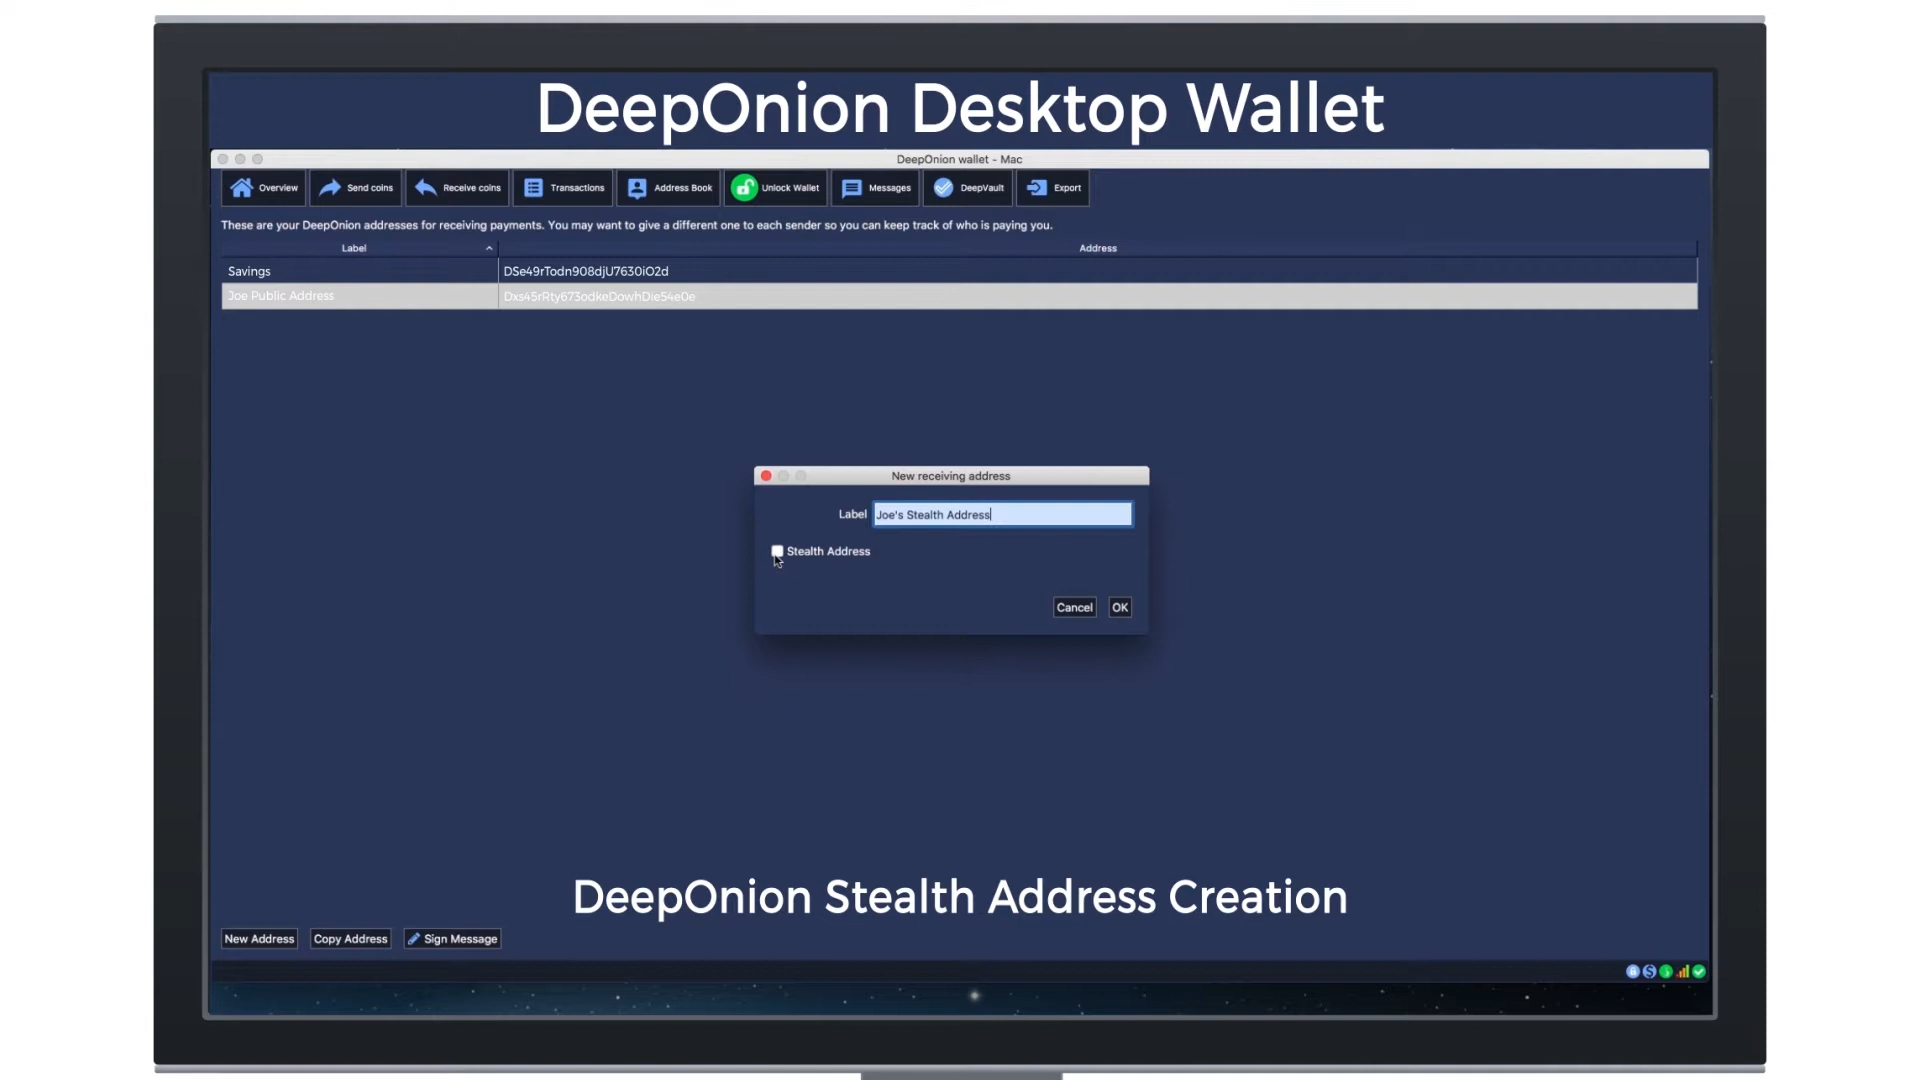 DeepOnion Desktop Wallet
DeepOnion wallet - Mac
Overview Send coins Receive coins Transactions Address Book Unlock Wallet Messages DeepVault Export
These are your DeepOnion addresses for receiving payments. You may want to give a different one to each sender so you can keep track of who is paying you.
Label Address
Savings DSe49rTodn908djU7630iO2d
Joe Public Address Dxs45rRty673odkeDowhDie54e0e
New receiving address
Label Joe's Stealth Address
Stealth Address
Cancel OK
DeepOnion Stealth Address Creation
New Address Copy Address Sign Message